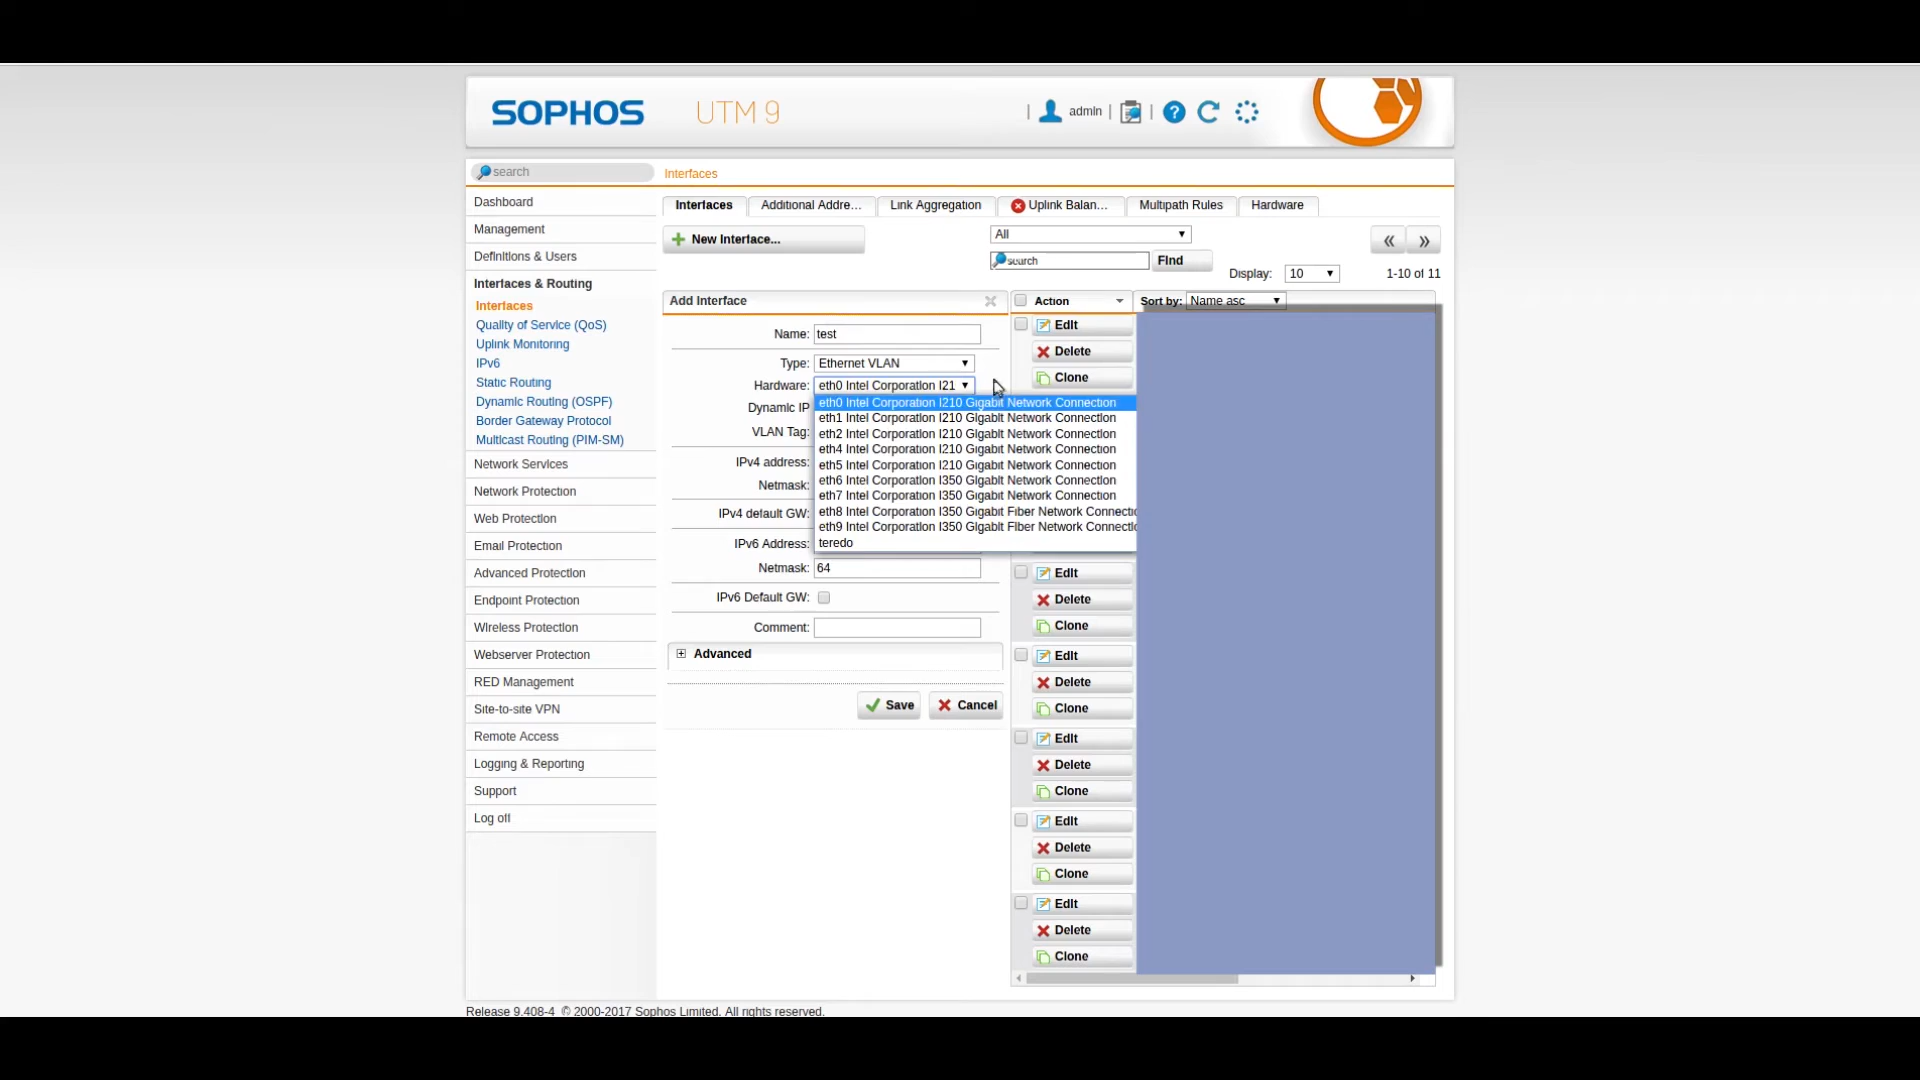 SOPHOS UTM 9
| admin | | ?
search
Interfaces
Dashboard
Management
Definitions & Users
Interfaces & Routing
Interfaces
Quality of Service (QoS)
Uplink Monitoring
IPv6
Static Routing
Dynamic Routing (OSPF)
Border Gateway Protocol
Multicast Routing (PIM-SM)
Network Services
Network Protection
Web Protection
Email Protection
Advanced Protection
Endpoint Protection
Wireless Protection
Webserver Protection
RED Management
Site-to-site VPN
Remote Access
Logging & Reporting
Support
Log off
Interfaces Additional Addre... Link Aggregation Uplink Balan... Multipath Rules Hardware
New Interface...
All
search Find
« »
Display: 10 1-10 of 11
Add Interface
Name: test
Type: Ethernet VLAN
Hardware: eth0 Intel Corporation I21
Dynamic IP
VLAN Tag:
IPv4 address:
Netmask:
IPv4 default GW:
IPv6 Address:
eth0 Intel Corporation I210 Gigabit Network Connection
eth1 Intel Corporation I210 Gigabit Network Connection
eth2 Intel Corporation I210 Gigabit Network Connection
eth4 Intel Corporation I210 Gigabit Network Connection
eth5 Intel Corporation I210 Gigabit Network Connection
eth6 Intel Corporation I350 Gigabit Network Connection
eth7 Intel Corporation I350 Gigabit Network Connection
eth8 Intel Corporation I350 Gigabit Fiber Network Connectio
eth9 Intel Corporation I350 Gigabit Fiber Network Connectio
teredo
Netmask: 64
IPv6 Default GW:
Comment:
Advanced
Save Cancel
Action Sort by: Name asc
Edit
Delete
Clone
Edit
Delete
Clone
Edit
Delete
Clone
Edit
Delete
Clone
Edit
Delete
Clone
Edit
Delete
Clone
Release 9.408-4 © 2000-2017 Sophos Limited. All rights reserved.